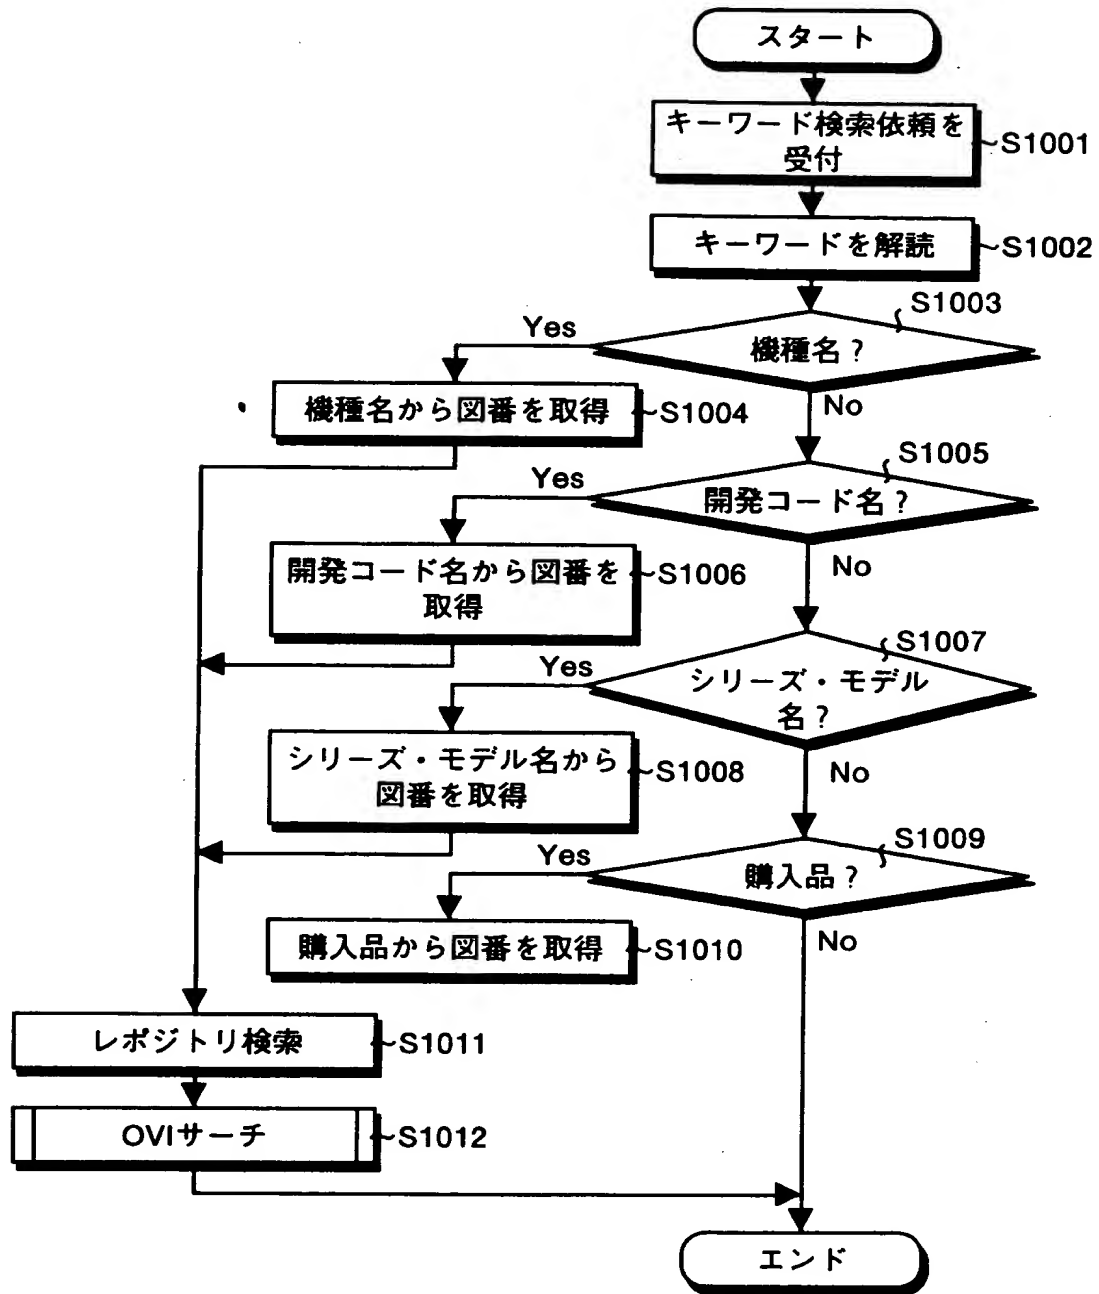 スタート
キーワード検索依頼を
受付
S1001
キーワードを解読
S1002
S1003
機種名?
Yes
No
機種名から図番を取得
S1004
S1005
開発コード名?
Yes
No
開発コード名から図番を
取得
S1006
S1007
シリーズ・モデル
名?
Yes
No
シリーズ・モデル名から
図番を取得
S1008
S1009
購入品?
Yes
No
購入品から図番を取得
S1010
レポジトリ検索
S1011
OVIサーチ
S1012
エンド